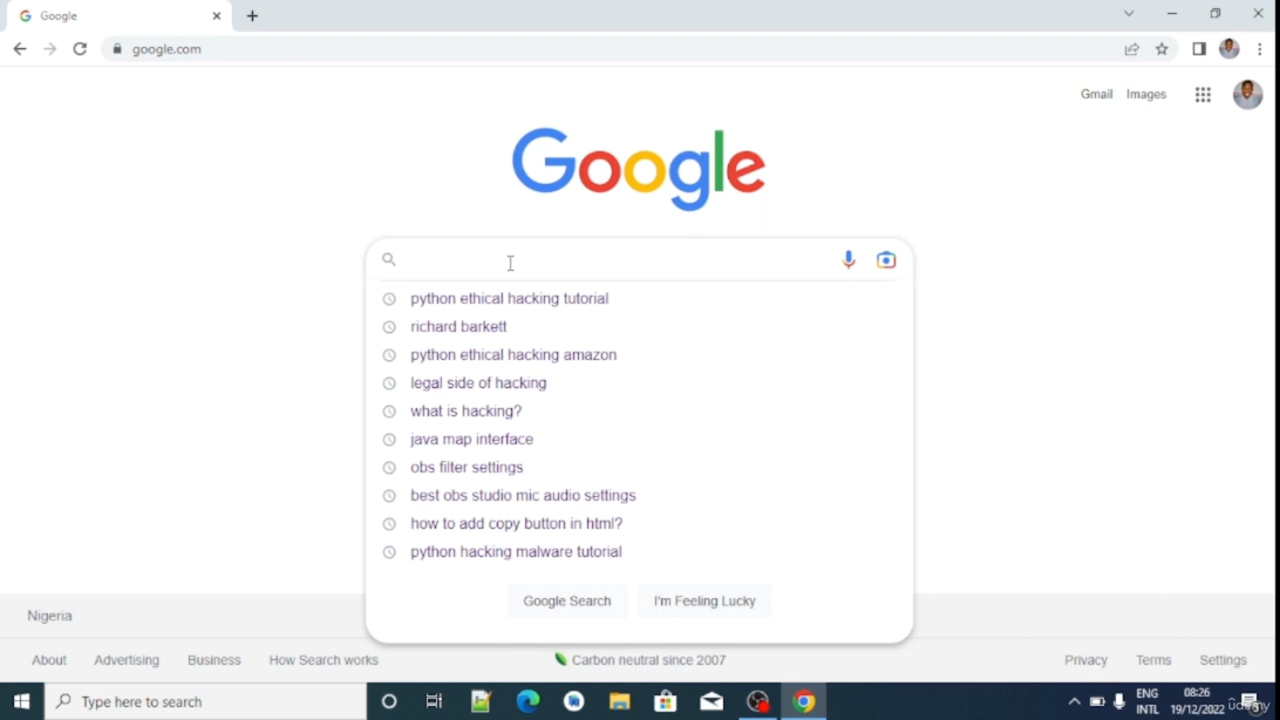 Google
google.com
Gmail Images
Google
python ethical hacking tutorial
richard barkett
python ethical hacking amazon
legal side of hacking
what is hacking?
java map interface
obs filter settings
best obs studio mic audio settings
how to add copy button in html?
python hacking malware tutorial
Google Search I'm Feeling Lucky
Nigeria
About Advertising Business How Search works Carbon neutral since 2007 Privacy Terms Settings
Type here to search
ENG 08:26
INTL 19/12/2022
udemy